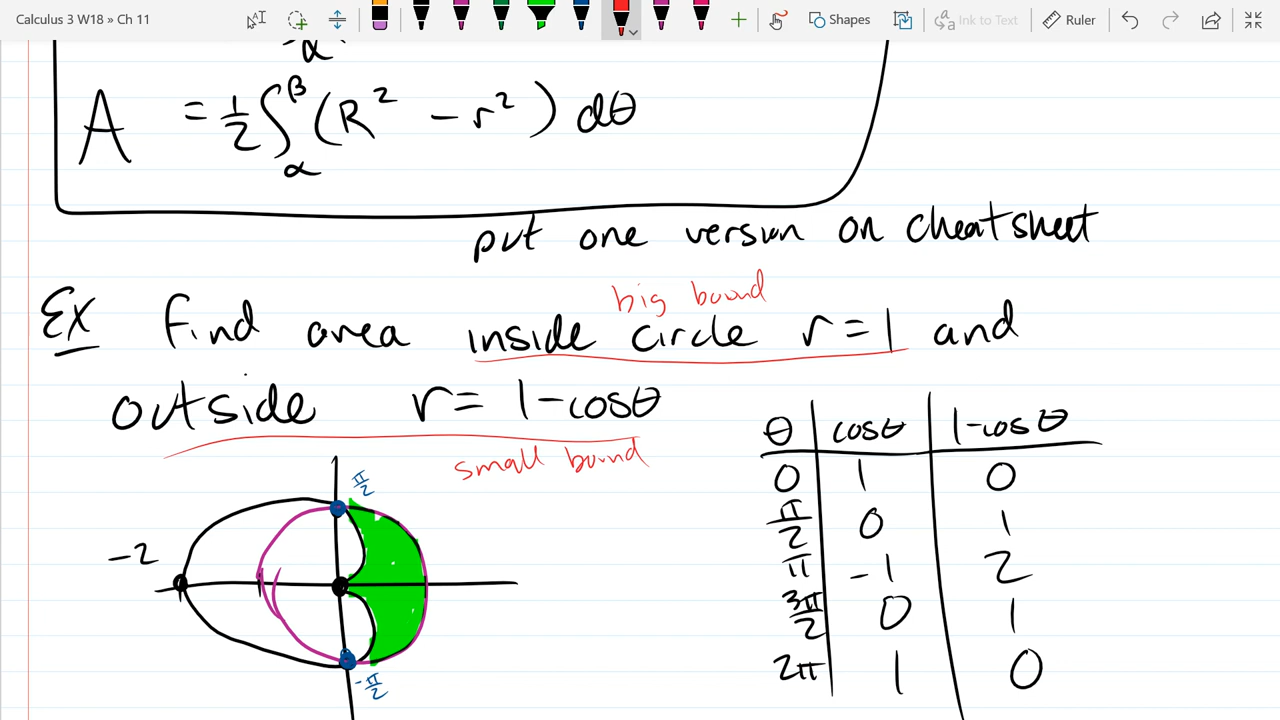 Calculus 3 W18 » Ch 11
Shapes
Ink to Text
Ruler
-α
A = 1/2 ∫_α^β (R² - r²) dθ
put one version on cheatsheet
big bound
Ex Find area inside circle r = 1 and
outside r = 1-cosθ
small bound
θ cosθ 1-cosθ
0 1 0
π/2 0 1
π -1 2
3π/2 0 1
2π 1 0
π/2
-2
-π/2